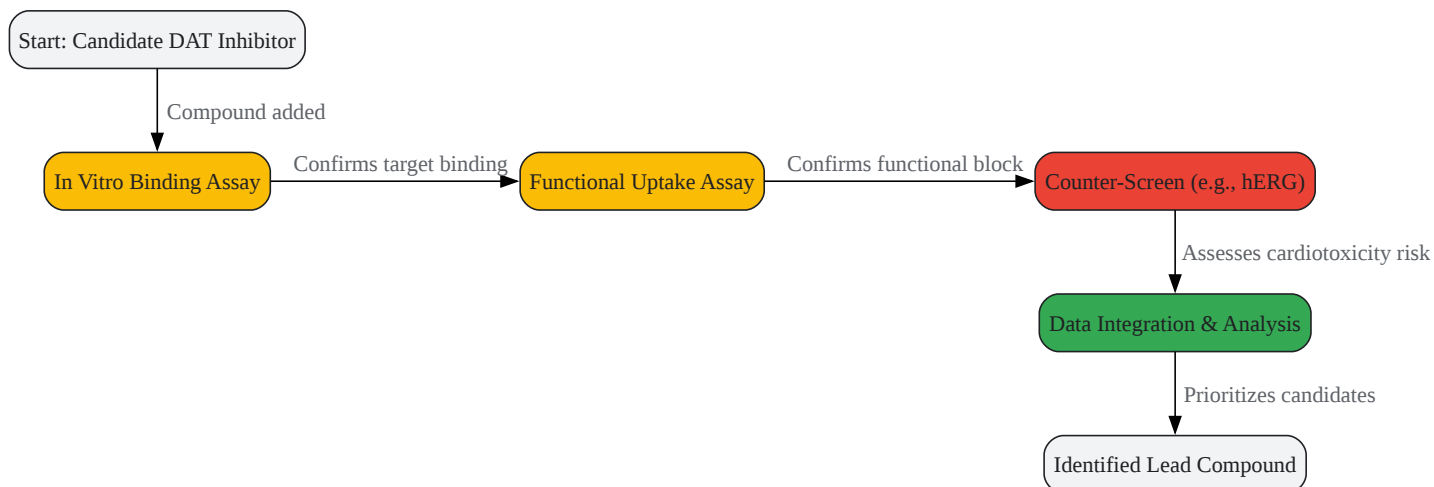 Start: Candidate DAT Inhibitor
Compound added
In Vitro Binding Assay
Confirms target binding
Functional Uptake Assay
Confirms functional block
Counter-Screen (e.g., hERG)
Assesses cardiotoxicity risk
Data Integration & Analysis
Prioritizes candidates
Identified Lead Compound